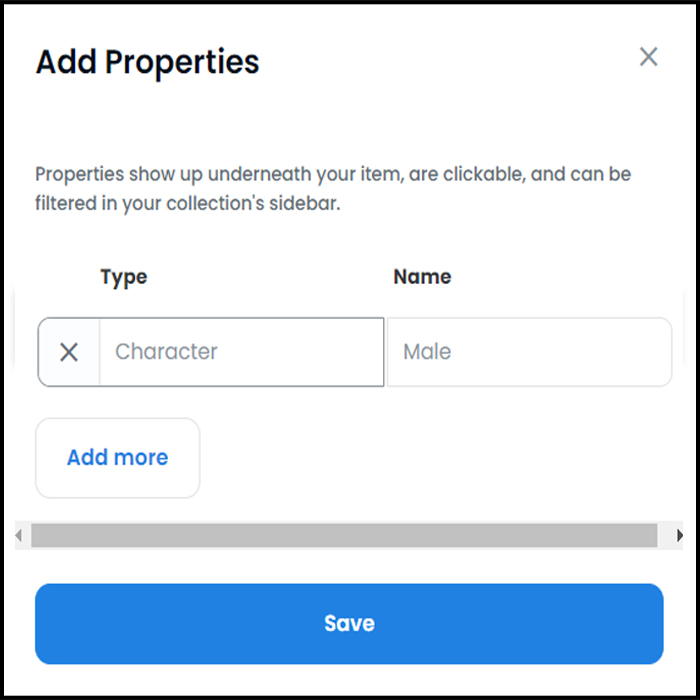 Add Properties
Properties show up underneath your item, are clickable, and can be
filtered in your collection's sidebar.
Type Name
Character Male
Add more
Save